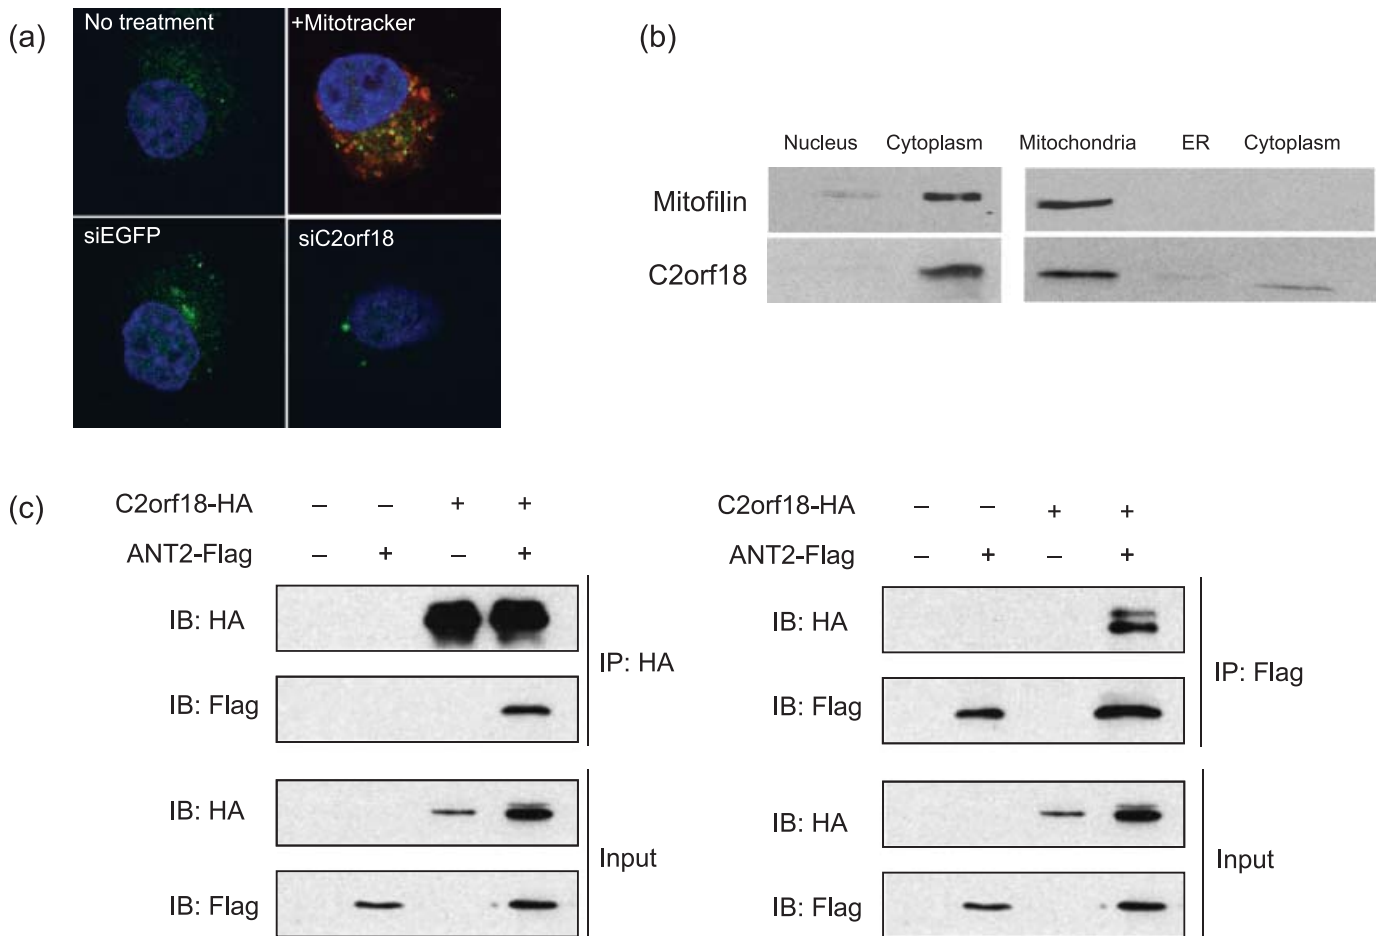 (a)
No treatment
+Mitotracker
siEGFP
siC2orf18
(b)
Nucleus Cytoplasm Mitochondria ER Cytoplasm
Mitofilin
C2orf18
(c)
C2orf18-HA – – + +
ANT2-Flag – + – +
IB: HA
IB: Flag
IP: HA
IB: HA
IB: Flag
Input
C2orf18-HA – – + +
ANT2-Flag – + – +
IB: HA
IB: Flag
IP: Flag
IB: HA
IB: Flag
Input